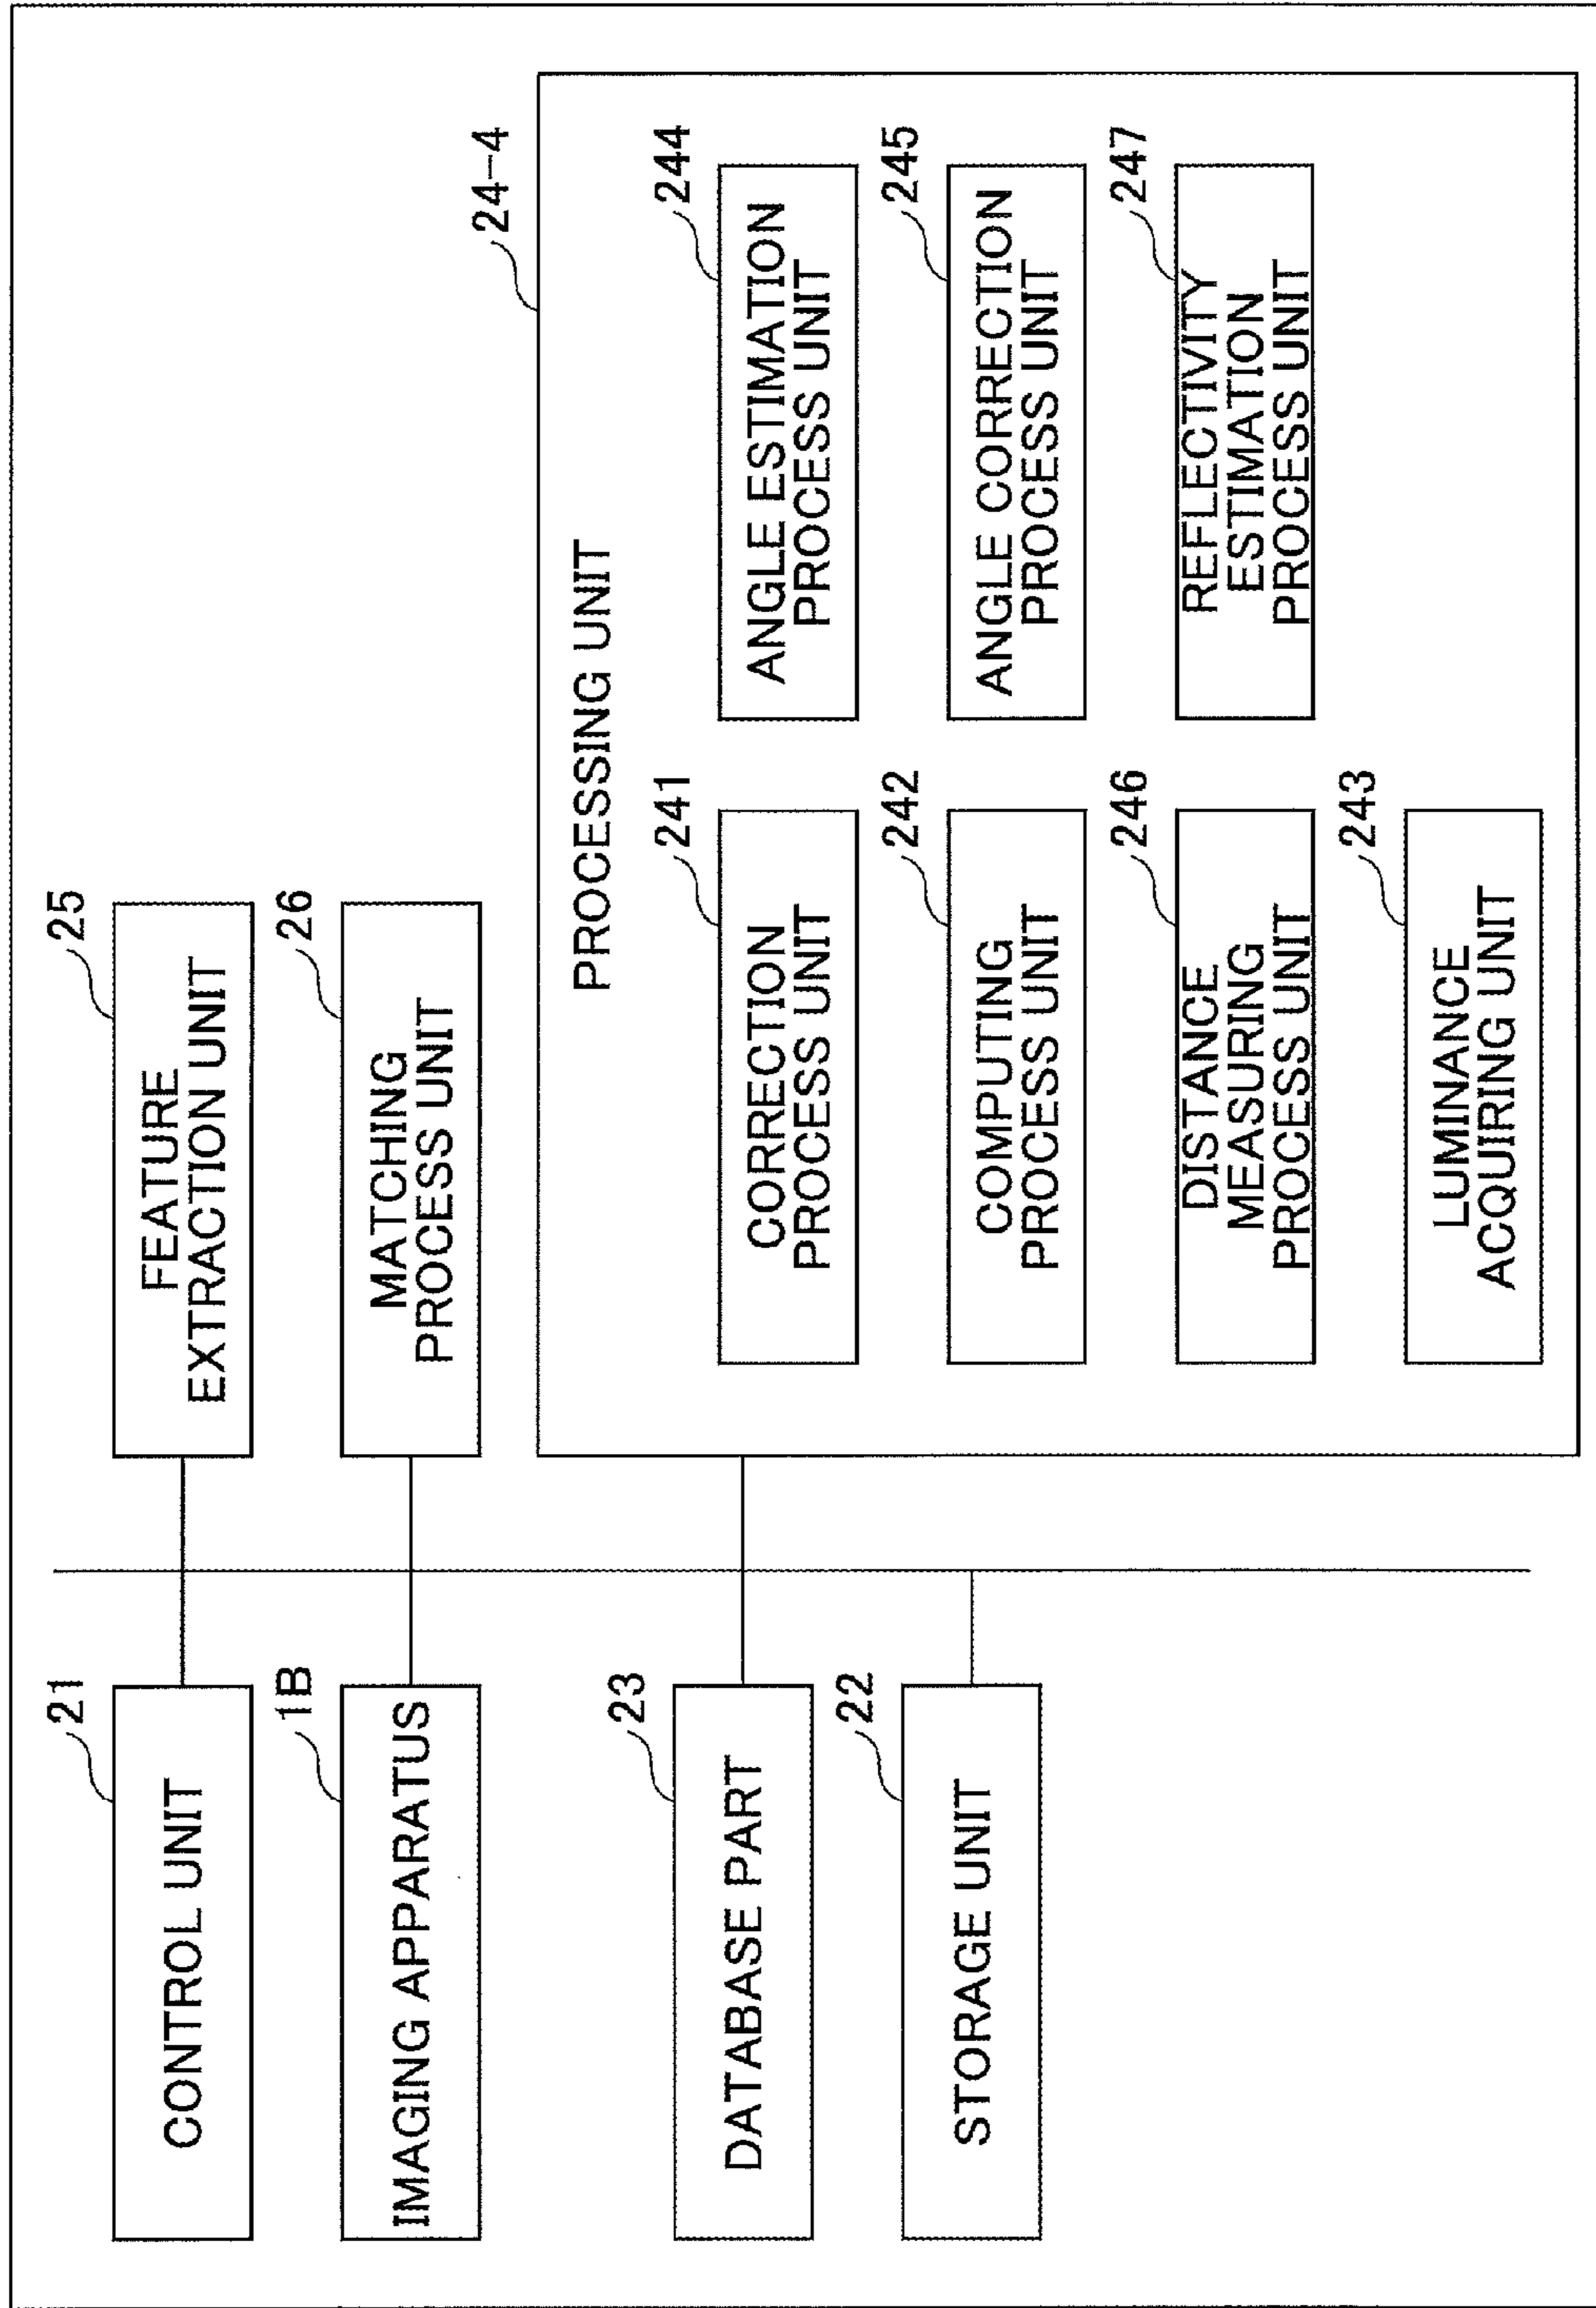 21
CONTROL UNIT
1B
IMAGING APPARATUS
23
DATABASE PART
22
STORAGE UNIT
25
FEATURE
EXTRACTION UNIT
26
MATCHING
PROCESS UNIT
24-4
PROCESSING UNIT
241
CORRECTION
PROCESS UNIT
242
COMPUTING
PROCESS UNIT
246
DISTANCE
MEASURING
PROCESS UNIT
243
LUMINANCE
ACQUIRING UNIT
244
ANGLE ESTIMATION
PROCESS UNIT
245
ANGLE CORRECTION
PROCESS UNIT
247
REFLECTIVITY
ESTIMATION
PROCESS UNIT